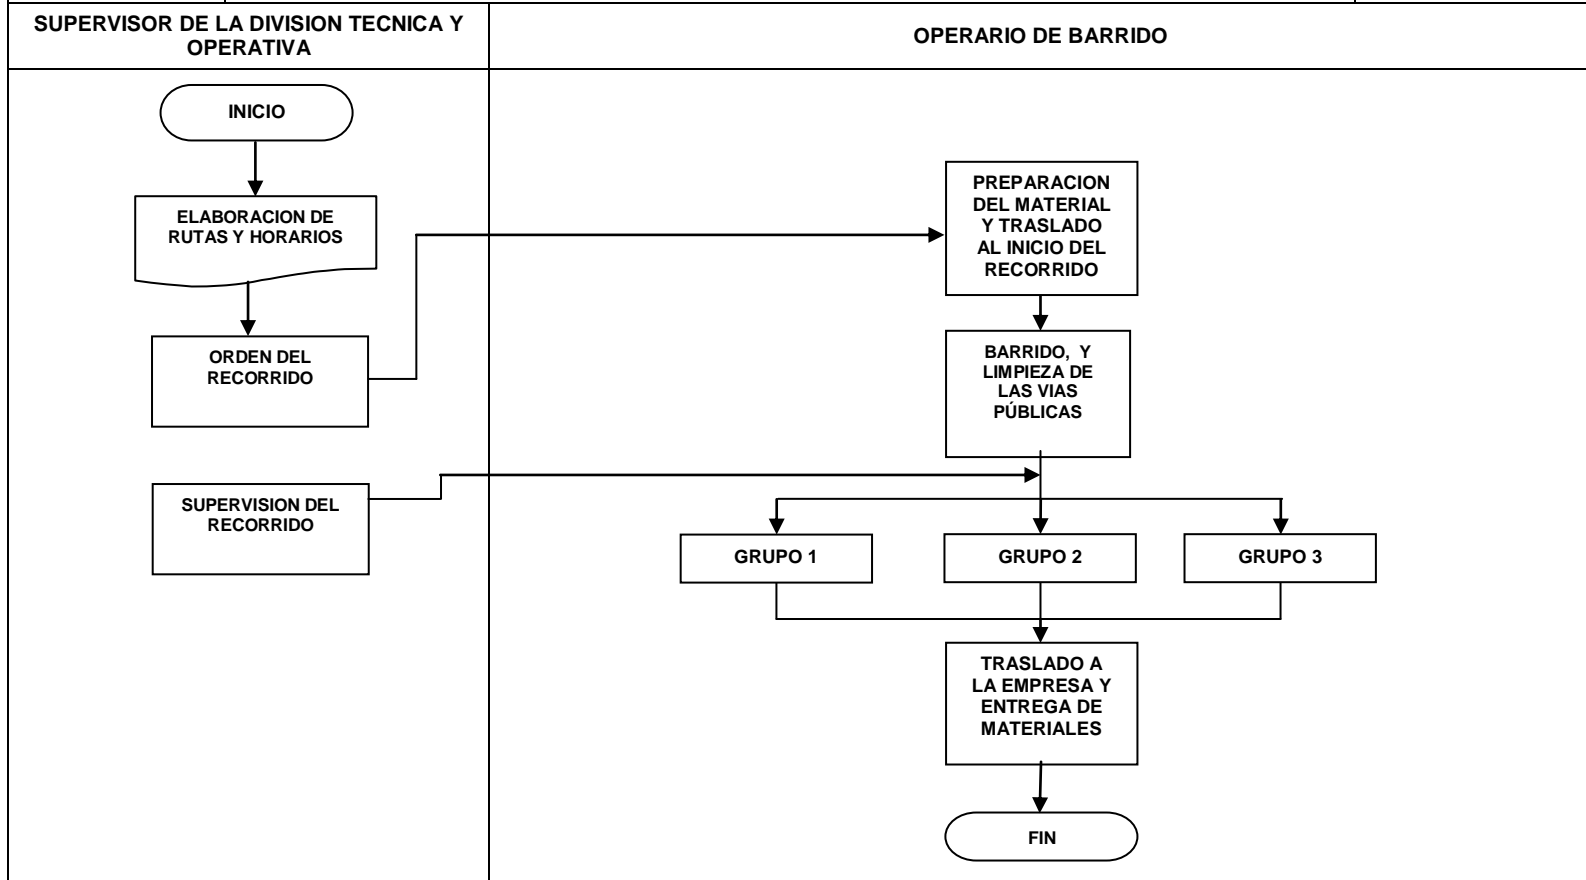 SUPERVISOR DE LA DIVISION TECNICA Y
OPERATIVA
OPERARIO DE BARRIDO
INICIO
ELABORACION DE
RUTAS Y HORARIOS
ORDEN DEL
RECORRIDO
SUPERVISION DEL
RECORRIDO
PREPARACION
DEL MATERIAL
Y TRASLADO
AL INICIO DEL
RECORRIDO
BARRIDO, Y
LIMPIEZA DE
LAS VIAS
PÚBLICAS
GRUPO 1
GRUPO 2
GRUPO 3
TRASLADO A
LA EMPRESA Y
ENTREGA DE
MATERIALES
FIN